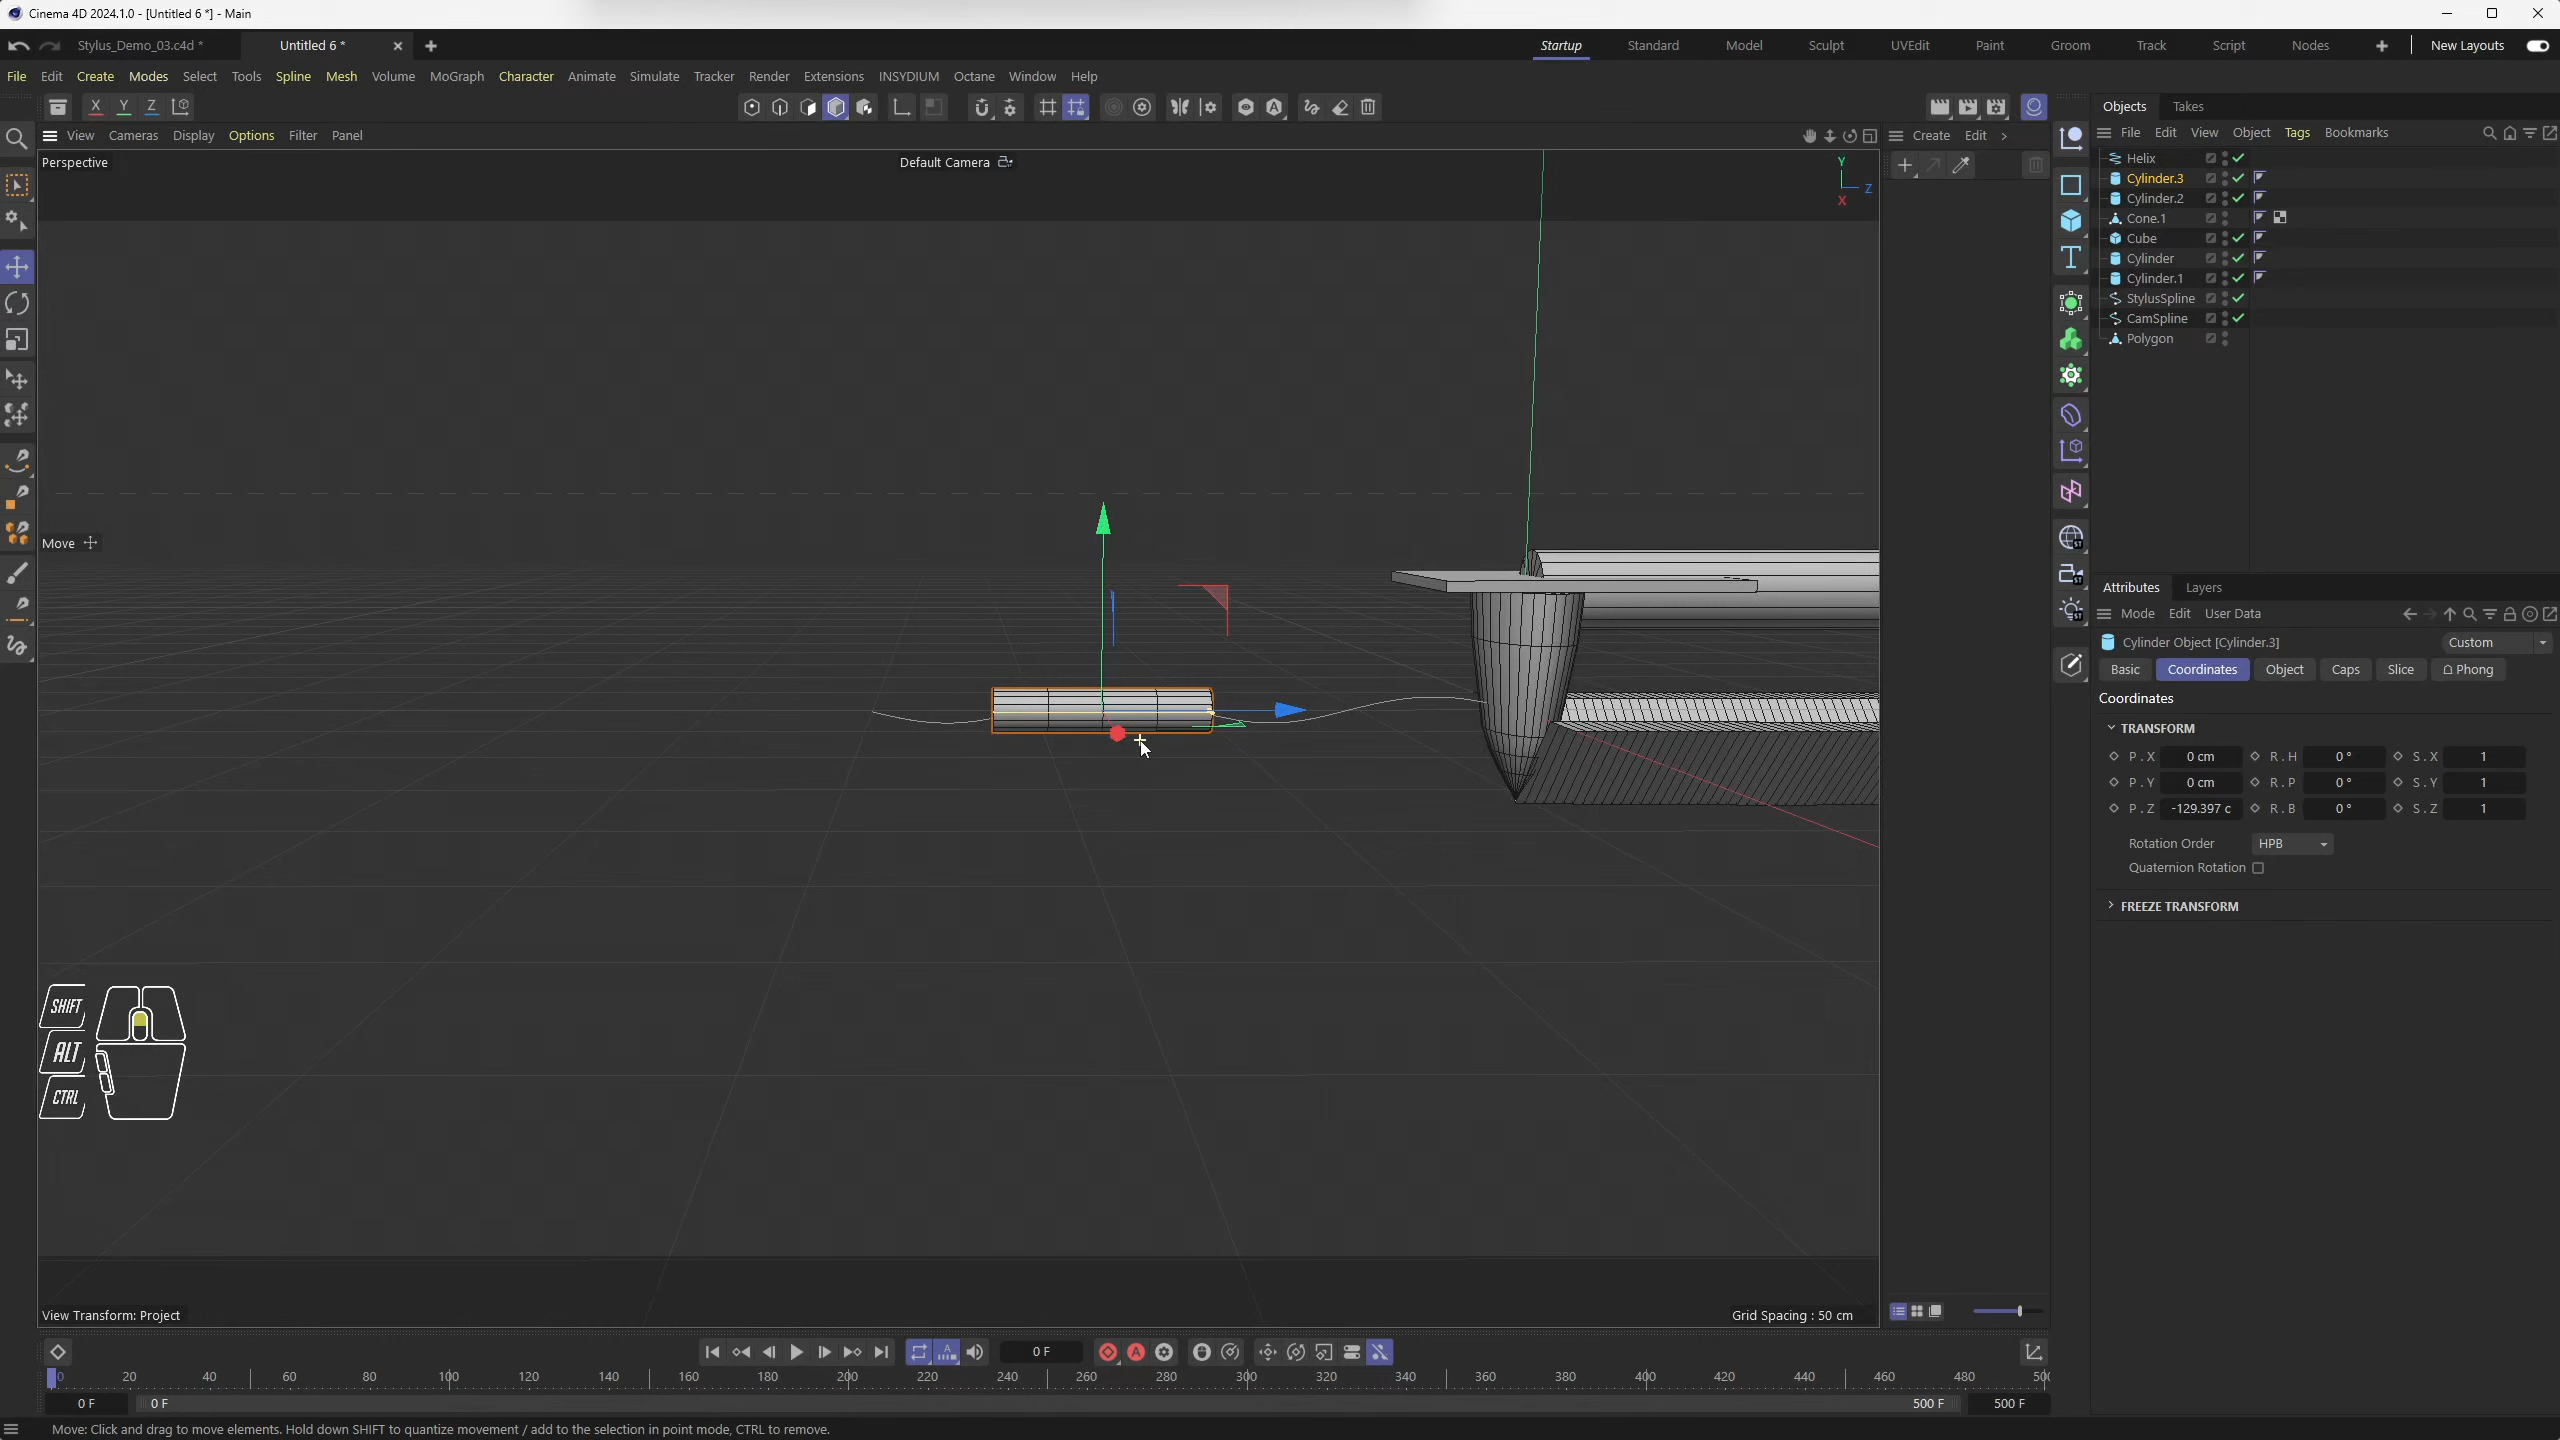 Cinema 4D 2024.1.0 - [Untitled 6 *] - Main
Stylus_Demo_03.c4d *
Untitled 6 *
Startup Standard Model Sculpt UVEdit Paint Groom Track Script Nodes New Layouts
File Edit Create Modes Select Tools Spline Mesh Volume MoGraph Character Animate Simulate Tracker Render Extensions INSYDIUM Octane Window Help
X Y Z
Objects Takes
View Cameras Display Options Filter Panel
Create Edit
File Edit View Object Tags Bookmarks
Perspective
Default Camera
Y
Z
X
Helix
Cylinder.3
Cylinder.2
Cone.1
Cube
Cylinder
Cylinder.1
StylusSpline
CamSpline
Polygon
Move
Attributes Layers
Mode Edit User Data
Cylinder Object [Cylinder.3]
Custom
Basic Coordinates Object Caps Slice Phong
Coordinates
TRANSFORM
P . X 0 cm R . H 0 ° S . X 1
P . Y 0 cm R . P 0 ° S . Y 1
P . Z -129.397 c R . B 0 ° S . Z 1
Rotation Order HPB
Quaternion Rotation
FREEZE TRANSFORM
SHIFT
ALT
CTRL
View Transform: Project
Grid Spacing : 50 cm
0 F
0 20 40 60 80 100 120 140 160 180 200 220 240 260 280 300 320 340 360 380 400 420 440 460 480 50
0 F 0 F 500 F 500 F
Move: Click and drag to move elements. Hold down SHIFT to quantize movement / add to the selection in point mode, CTRL to remove.